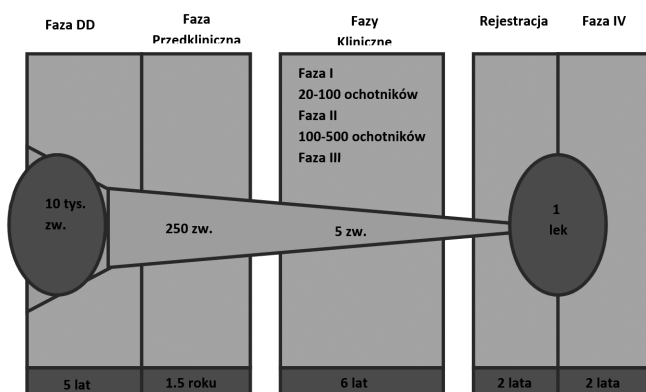 Faza DD
Faza
Przedkliniczna
Fazy
Kliniczne
Rejestracja
Faza IV
Faza I
20-100 ochotników
Faza II
100-500 ochotników
Faza III
10 tys.
zw.
250 zw.
5 zw.
1
lek
5 lat
1.5 roku
6 lat
2 lata
2 lata